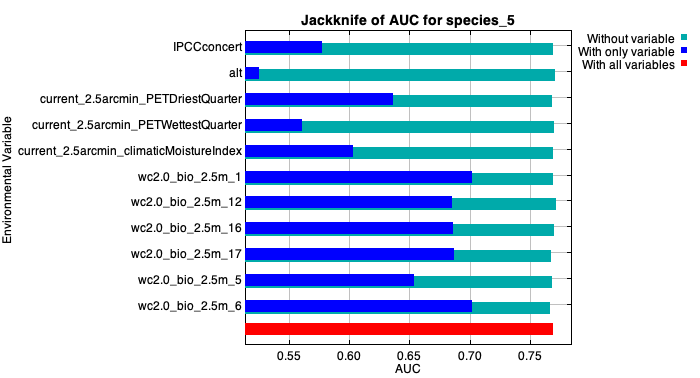 Jackknife of AUC for species_5
Without variable
With only variable
With all variables
Environmental Variable
IPCCconcert
alt
current_2.5arcmin_PETDriestQuarter
current_2.5arcmin_PETWettestQuarter
current_2.5arcmin_climaticMoistureIndex
wc2.0_bio_2.5m_1
wc2.0_bio_2.5m_12
wc2.0_bio_2.5m_16
wc2.0_bio_2.5m_17
wc2.0_bio_2.5m_5
wc2.0_bio_2.5m_6
0.55 0.60 0.65 0.70 0.75
AUC